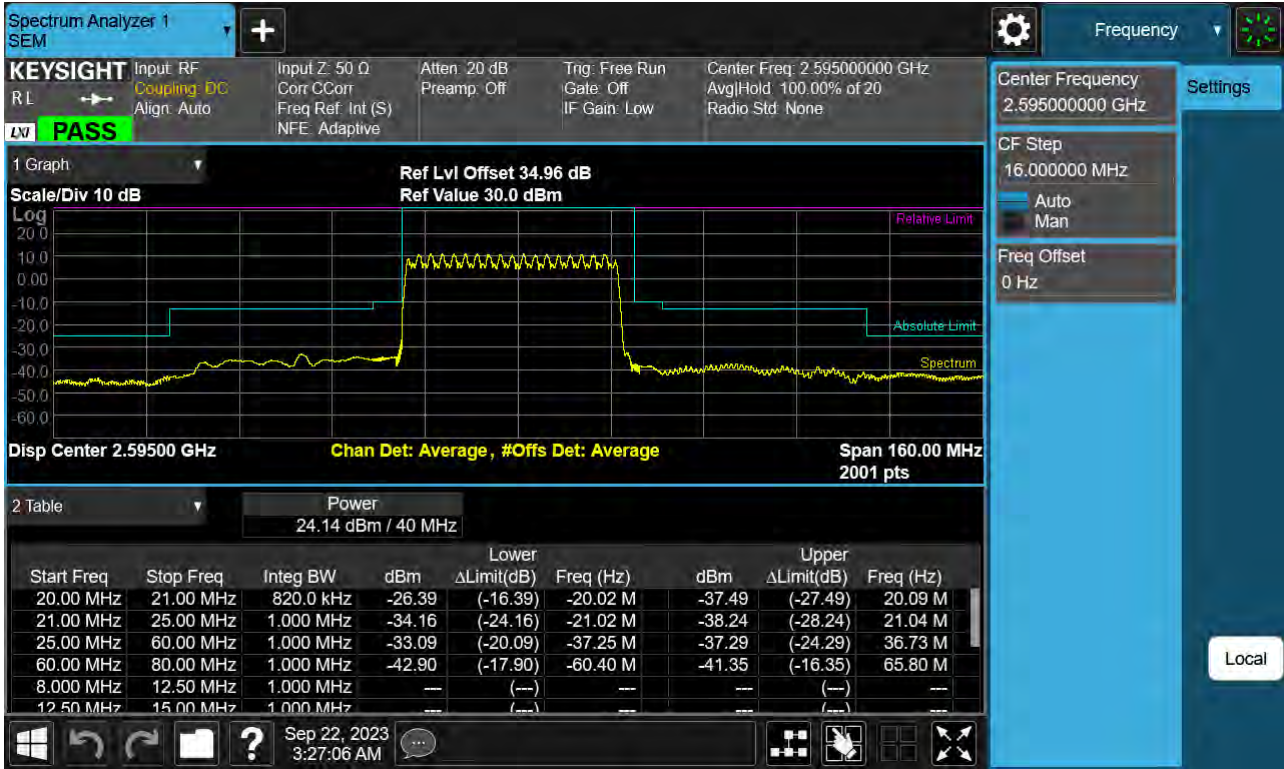 Spectrum Analyzer 1
SEM
Frequency
KEYSIGHT
R L
LXI
PASS
Input: RF
Coupling: DC
Align: Auto
Input Z: 50 Ω
Corr CCorr
Freq Ref: Int (S)
NFE: Adaptive
Atten: 20 dB
Preamp: Off
Trig: Free Run
Gate: Off
IF Gain: Low
Center Freq: 2.595000000 GHz
Avg|Hold: 100.00% of 20
Radio Std: None
Center Frequency
2.595000000 GHz
Settings
CF Step
16.000000 MHz
Auto
Man
Freq Offset
0 Hz
Local
1 Graph
Scale/Div 10 dB
Ref Lvl Offset 34.96 dB
Ref Value 30.0 dBm
Log
20.0
10.0
0.00
-10.0
-20.0
-30.0
-40.0
-50.0
-60.0
Relative Limit
Absolute Limit
Spectrum
Disp Center 2.59500 GHz
Chan Det: Average , #Offs Det: Average
Span 160.00 MHz
2001 pts
2 Table
Power
24.14 dBm / 40 MHz
Lower Upper
Start Freq Stop Freq Integ BW dBm ΔLimit(dB) Freq (Hz) dBm ΔLimit(dB) Freq (Hz)
20.00 MHz 21.00 MHz 820.0 kHz -26.39 (-16.39) -20.02 M -37.49 (-27.49) 20.09 M
21.00 MHz 25.00 MHz 1.000 MHz -34.16 (-24.16) -21.02 M -38.24 (-28.24) 21.04 M
25.00 MHz 60.00 MHz 1.000 MHz -33.09 (-20.09) -37.25 M -37.29 (-24.29) 36.73 M
60.00 MHz 80.00 MHz 1.000 MHz -42.90 (-17.90) -60.40 M -41.35 (-16.35) 65.80 M
8.000 MHz 12.50 MHz 1.000 MHz --- (---) --- --- (---) ---
12.50 MHz 15.00 MHz 1.000 MHz --- (---) --- --- (---) ---
Sep 22, 2023
3:27:06 AM